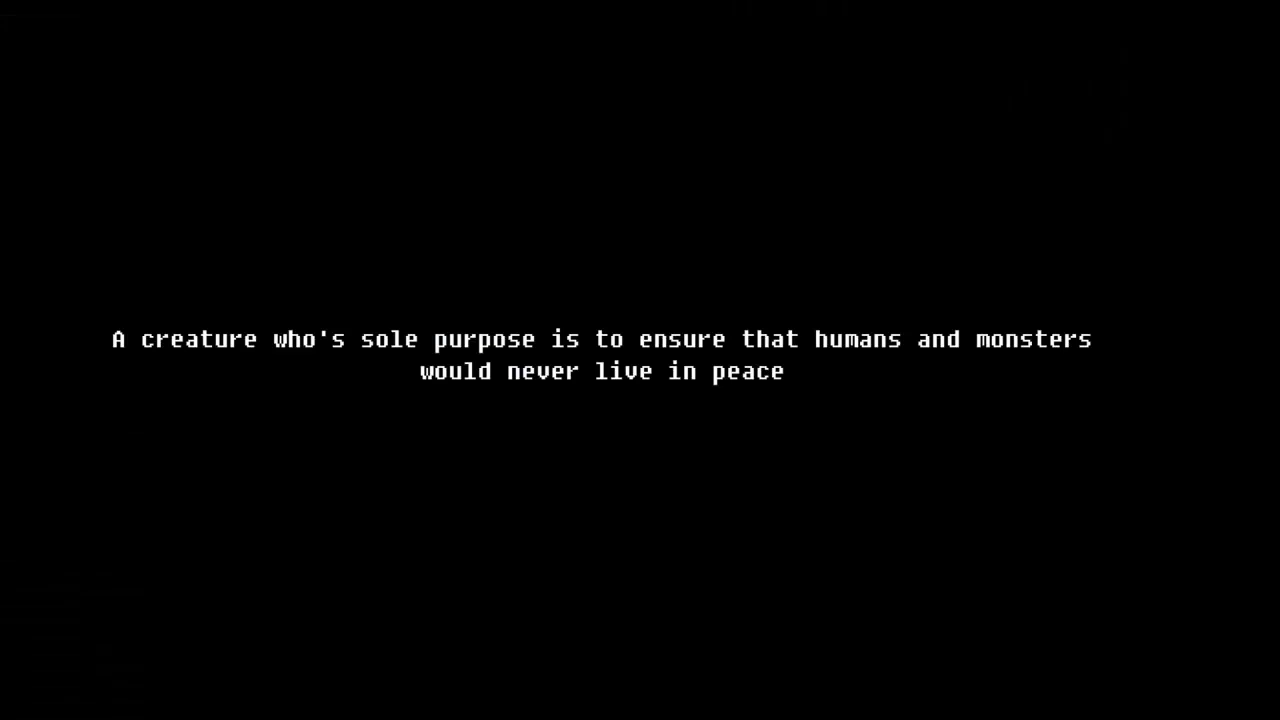 A creature who's sole purpose is to ensure that humans and monsters
would never live in peace